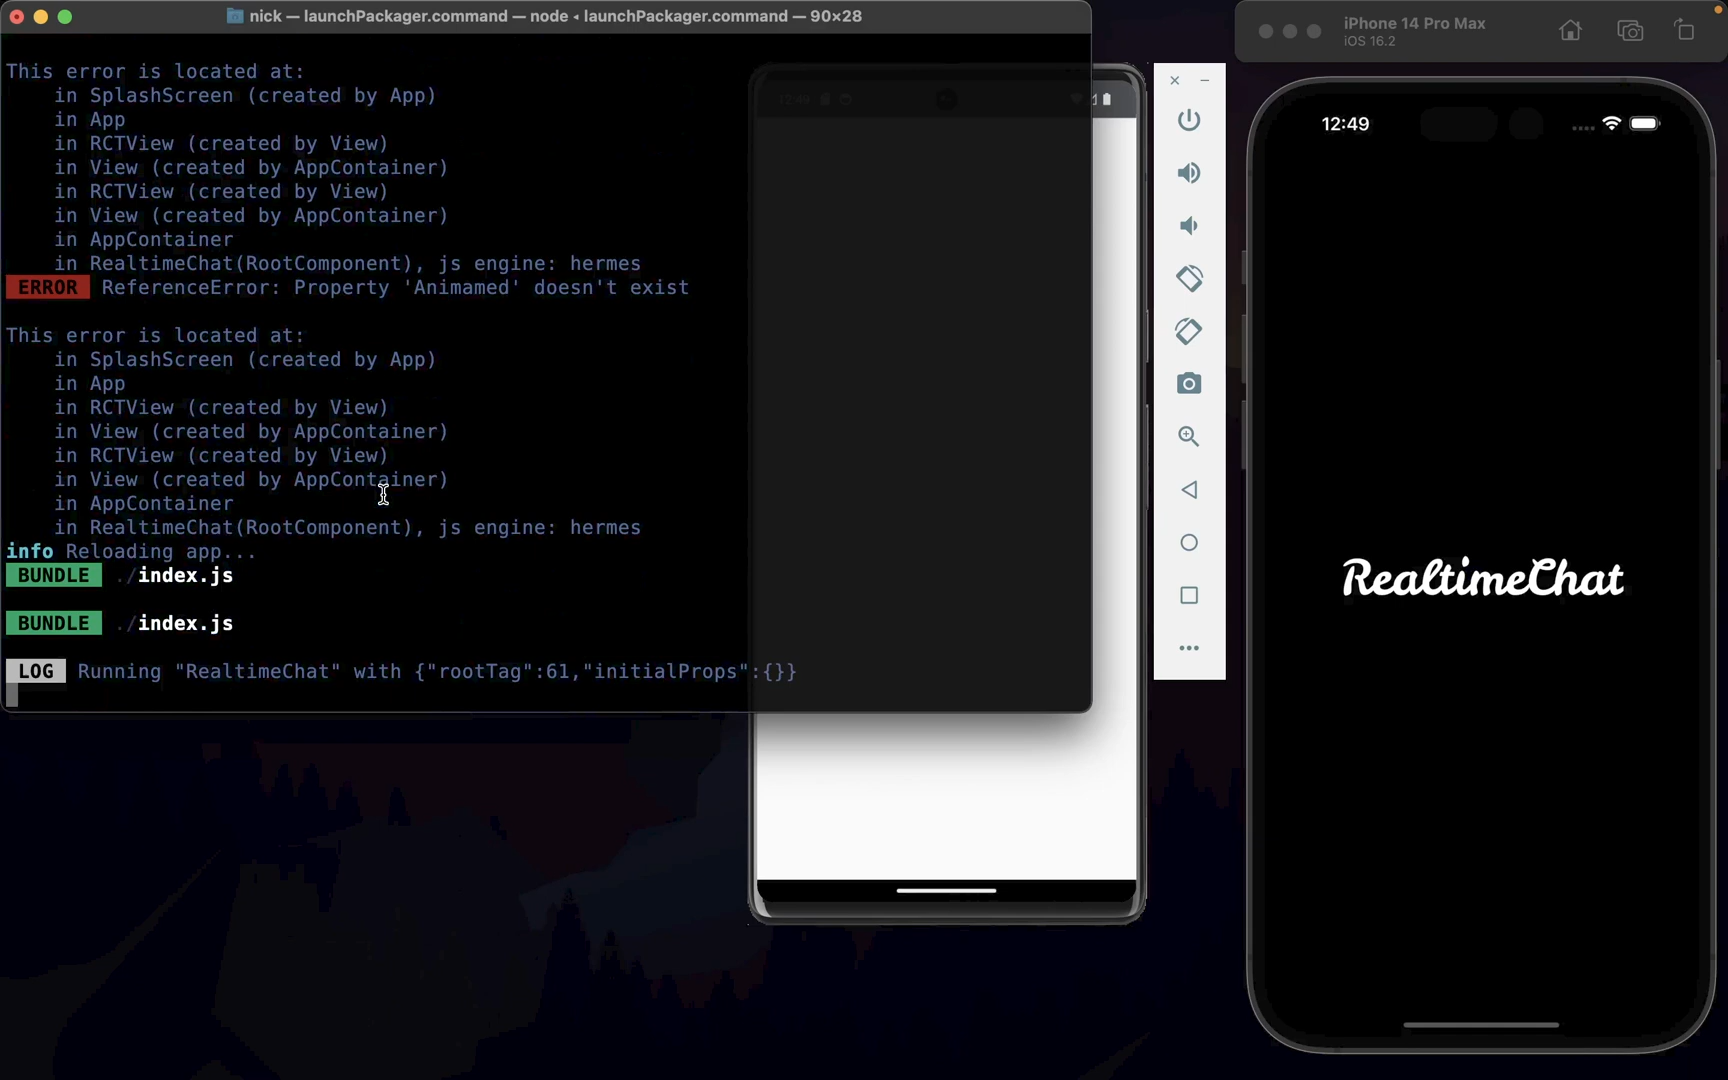 nick — launchPackager.command — node ◂ launchPackager.command — 90×28
This error is located at:
in SplashScreen (created by App)
in App
in RCTView (created by View)
in View (created by AppContainer)
in RCTView (created by View)
in View (created by AppContainer)
in AppContainer
in RealtimeChat(RootComponent), js engine: hermes
ERROR ReferenceError: Property 'Animamed' doesn't exist
This error is located at:
in SplashScreen (created by App)
in App
in RCTView (created by View)
in View (created by AppContainer)
in RCTView (created by View)
in View (created by AppContainer)
in AppContainer
in RealtimeChat(RootComponent), js engine: hermes
info Reloading app...
BUNDLE ./index.js
BUNDLE ./index.js
LOG Running "RealtimeChat" with {"rootTag":61,"initialProps":{}}
12:49
iPhone 14 Pro Max
iOS 16.2
12:49
RealtimeChat